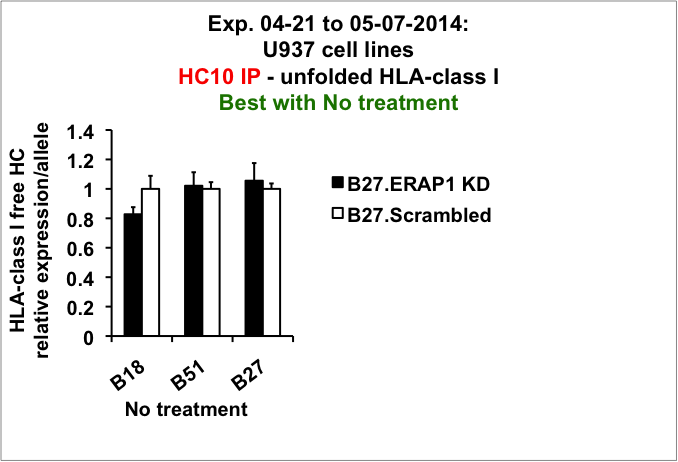 Exp. 04-21 to 05-07-2014:
U937 cell lines
HC10 IP - unfolded HLA-class I
Best with No treatment
HLA-class I free HC
relative expression/allele
1.4
1.2
1
0.8
0.6
0.4
0.2
0
B18
B51
B27
No treatment
B27.ERAP1 KD
B27.Scrambled